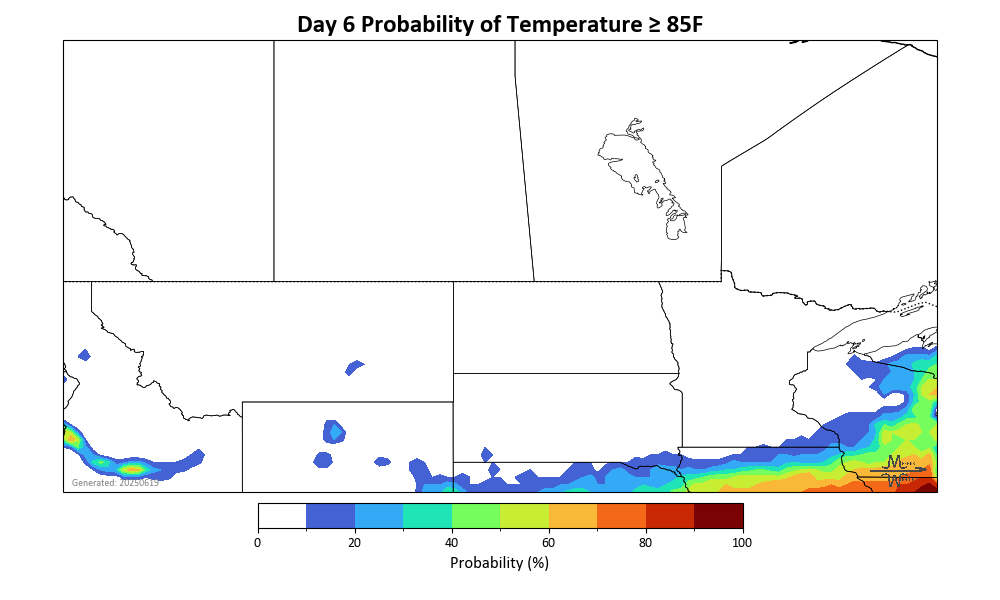 Day 6 Probability of Temperature ≥ 85F
Generated: 20250619
0 20 40 60 80 100
Probability (%)